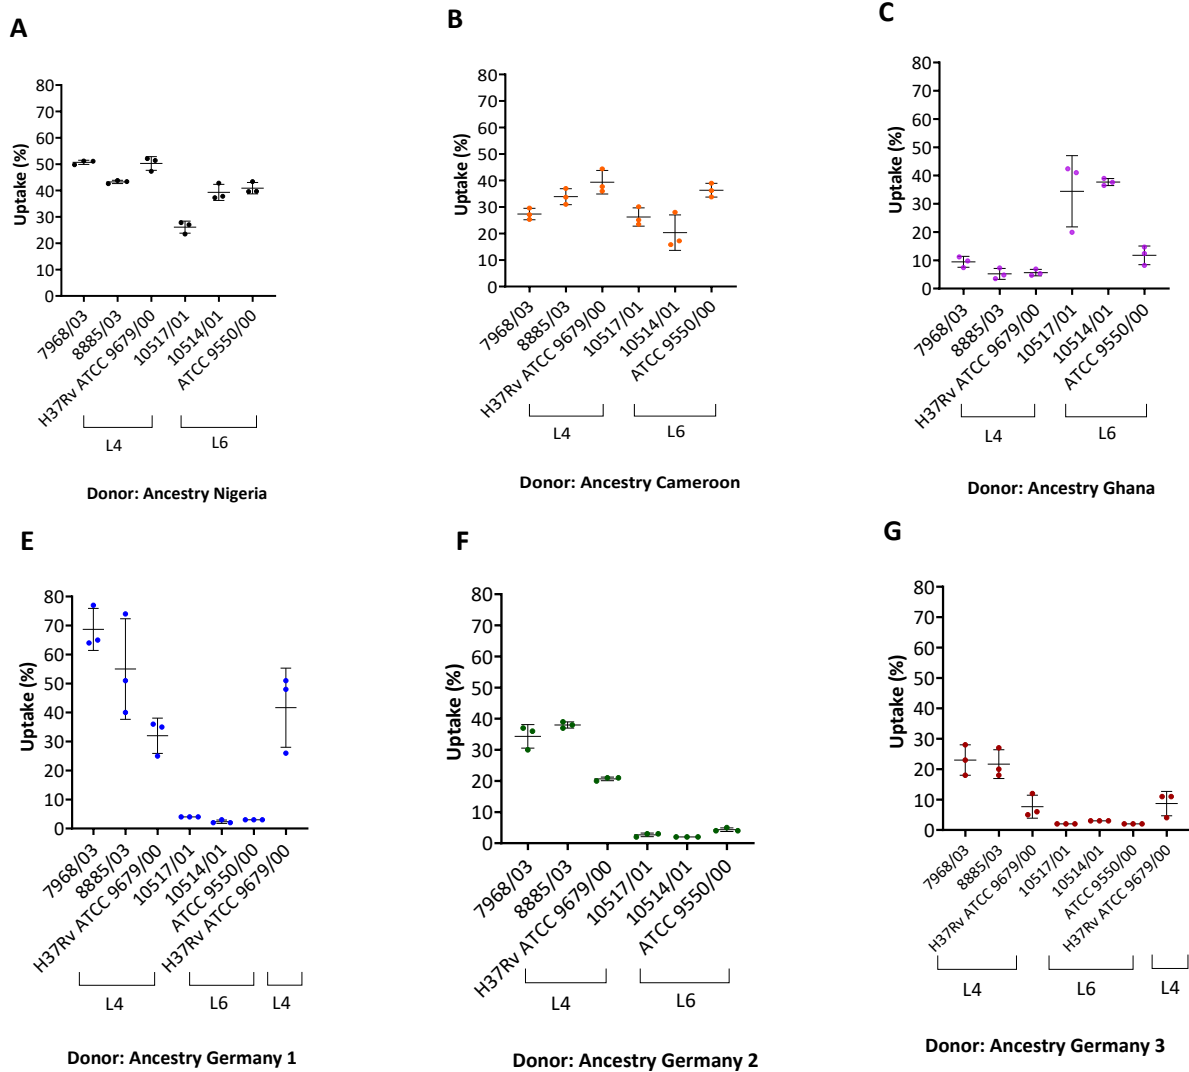 A
Uptake (%)
80
70
60
50
40
30
20
10
0
7968/03
8885/03
H37Rv ATCC 9679/00
10517/01
10514/01
ATCC 9550/00
L4
L6
Donor: Ancestry Nigeria
B
Uptake (%)
80
70
60
50
40
30
20
10
0
7968/03
8885/03
H37Rv ATCC 9679/00
10517/01
10514/01
ATCC 9550/00
L4
L6
Donor: Ancestry Cameroon
C
Uptake (%)
80
70
60
50
40
30
20
10
0
7968/03
8885/03
H37Rv ATCC 9679/00
10517/01
10514/01
ATCC 9550/00
L4
L6
Donor: Ancestry Ghana
E
Uptake (%)
80
70
60
50
40
30
20
10
0
7968/03
8885/03
H37Rv ATCC 9679/00
10517/01
10514/01
ATCC 9550/00
H37Rv ATCC 9679/00
L4
L6
L4
Donor: Ancestry Germany 1
F
Uptake (%)
80
70
60
50
40
30
20
10
0
7968/03
8885/03
H37Rv ATCC 9679/00
10517/01
10514/01
ATCC 9550/00
L4
L6
Donor: Ancestry Germany 2
G
Uptake (%)
80
70
60
50
40
30
20
10
0
7968/03
8885/03
H37Rv ATCC 9679/00
10517/01
10514/01
ATCC 9550/00
H37Rv ATCC 9679/00
L4
L6
L4
Donor: Ancestry Germany 3